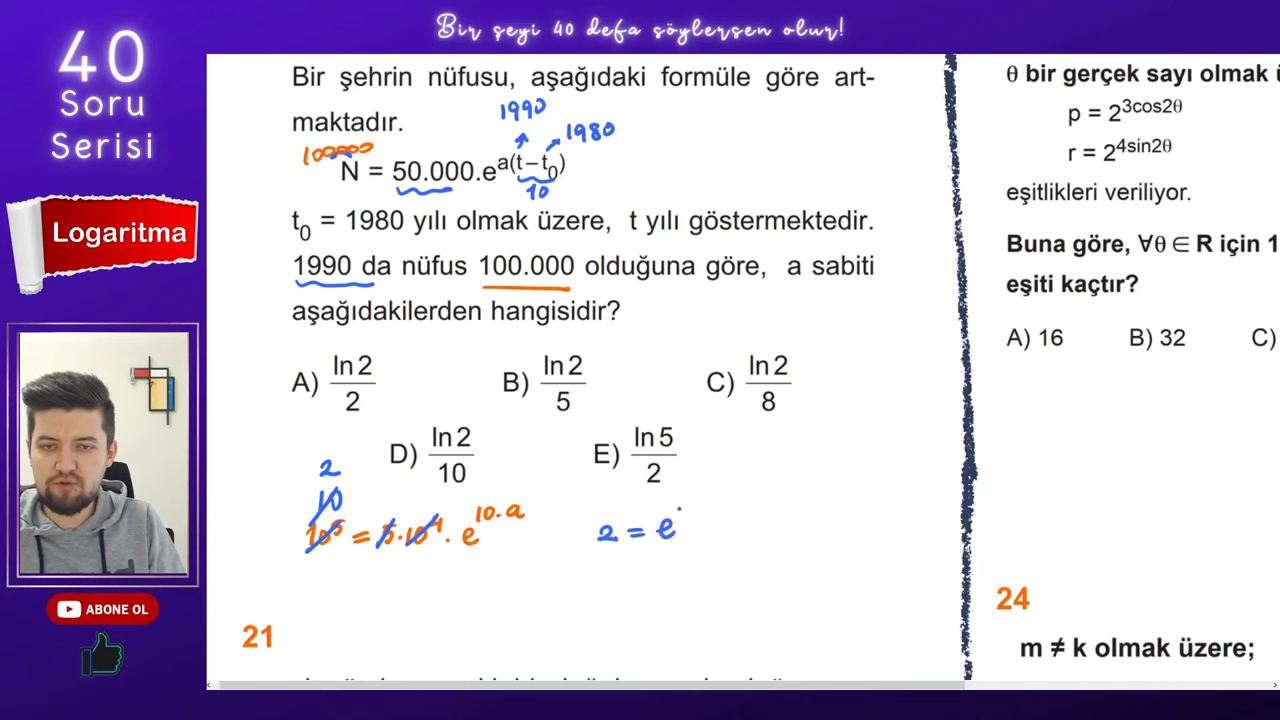 Bir şeyi 40 defa söylersen olur!
40
Soru
Serisi
Logaritma
ABONE OL
Bir şehrin nüfusu, aşağıdaki formüle göre art-
maktadır.
1990
1980
100000
N = 50.000.e^a(t–t₀)
10
t₀ = 1980 yılı olmak üzere, t yılı göstermektedir.
1990 da nüfus 100.000 olduğuna göre, a sabiti
aşağıdakilerden hangisidir?
A) ln2/2 B) ln2/5 C) ln2/8
D) ln2/10 E) ln5/2
2
10
10⁵ = 5·10⁴· e^10·a 2 = e
21
θ bir gerçek sayı olmak ü
p = 2^3cos2θ
r = 2^4sin2θ
eşitlikleri veriliyor.
Buna göre, ∀θ ∈ R için 1
eşiti kaçtır?
A) 16 B) 32 C)
24
m ≠ k olmak üzere;